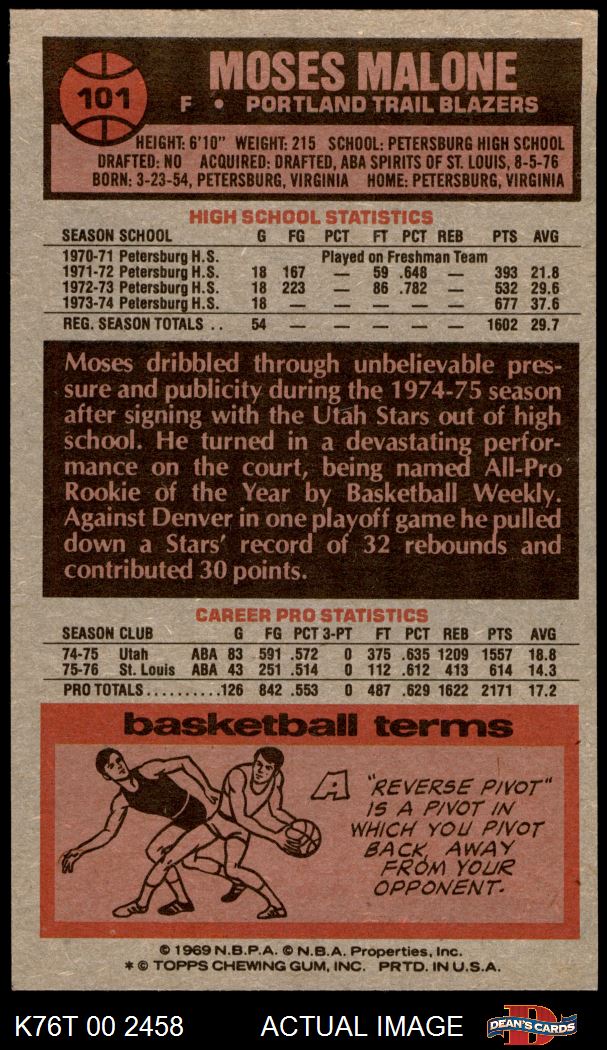 101
MOSES MALONE
F • PORTLAND TRAIL BLAZERS
HEIGHT: 6'10" WEIGHT: 215 SCHOOL: PETERSBURG HIGH SCHOOL
DRAFTED: NO ACQUIRED: DRAFTED, ABA SPIRITS OF ST. LOUIS, 8-5-76
BORN: 3-23-54, PETERSBURG, VIRGINIA HOME: PETERSBURG, VIRGINIA
HIGH SCHOOL STATISTICS
SEASON SCHOOL G FG PCT FT PCT REB PTS AVG
1970-71 Petersburg H.S. Played on Freshman Team
1971-72 Petersburg H.S. 18 167 — 59 .648 — 393 21.8
1972-73 Petersburg H.S. 18 223 — 86 .782 — 532 29.6
1973-74 Petersburg H.S. 18 — — — — — 677 37.6
REG. SEASON TOTALS .. 54 — — — — — 1602 29.7
Moses dribbled through unbelievable pres-
sure and publicity during the 1974-75 season
after signing with the Utah Stars out of high
school. He turned in a devastating perfor-
mance on the court, being named All-Pro
Rookie of the Year by Basketball Weekly.
Against Denver in one playoff game he pulled
down a Stars' record of 32 rebounds and
contributed 30 points.
CAREER PRO STATISTICS
SEASON CLUB G FG PCT 3-PT FT PCT REB PTS AVG
74-75 Utah ABA 83 591 .572 0 375 .635 1209 1557 18.8
75-76 St. Louis ABA 43 251 .514 0 112 .612 413 614 14.3
PRO TOTALS.......... 126 842 .553 0 487 .629 1622 2171 17.2
basketball terms
A "REVERSE PIVOT"
IS A PIVOT IN
WHICH YOU PIVOT
BACK, AWAY
FROM YOUR
OPPONENT.
© 1969 N.B.P.A. © N.B.A. Properties, Inc.
* © TOPPS CHEWING GUM, INC. PRTD. IN U.S.A.
K76T 00 2458 ACTUAL IMAGE
D
DEAN'S CARDS